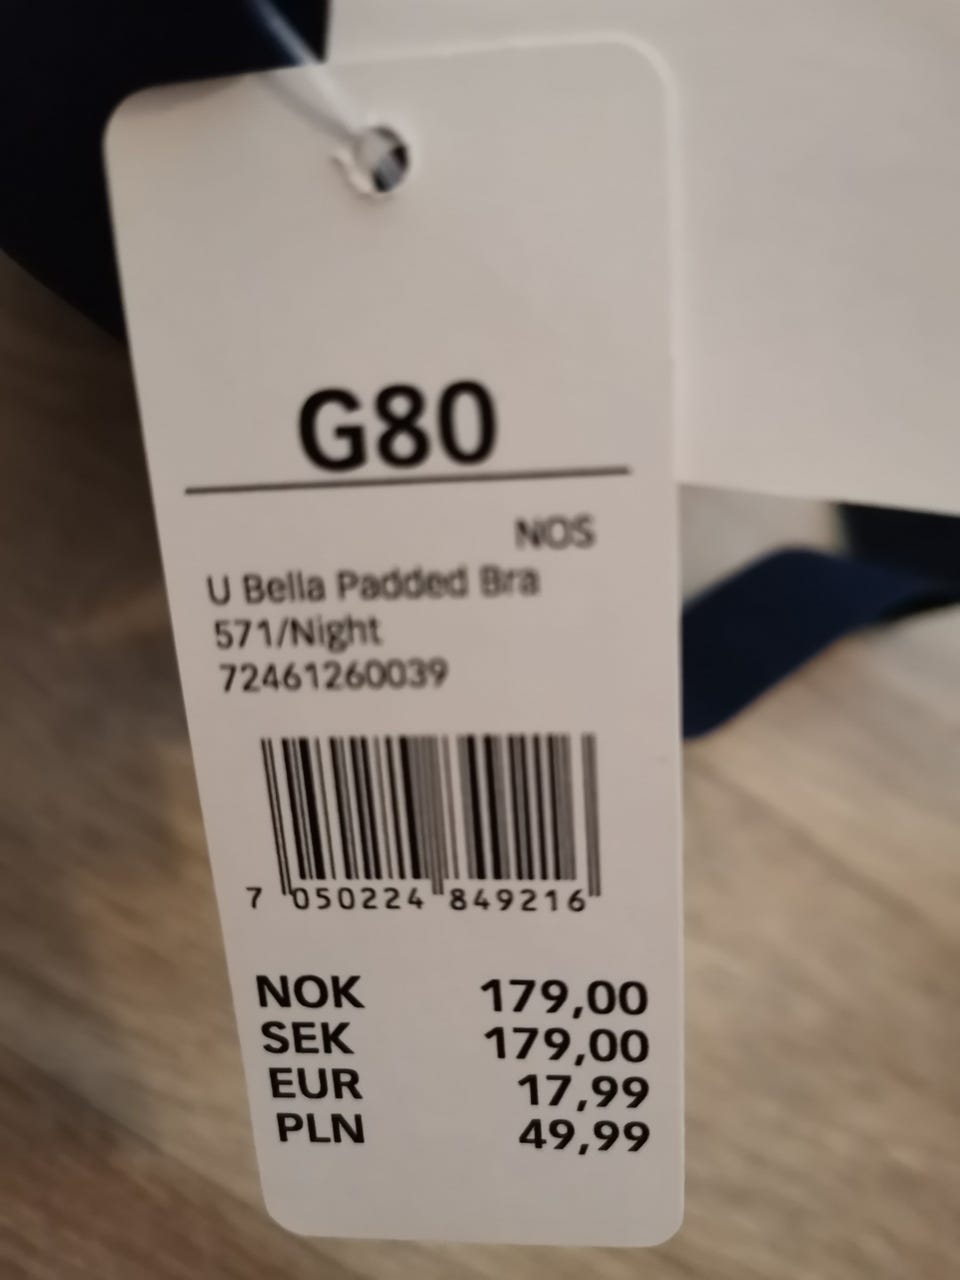 G80
NOS
U Bella Padded Bra
571/Night
72461260039
7 050224 849216
NOK 179,00
SEK 179,00
EUR 17,99
PLN 49,99